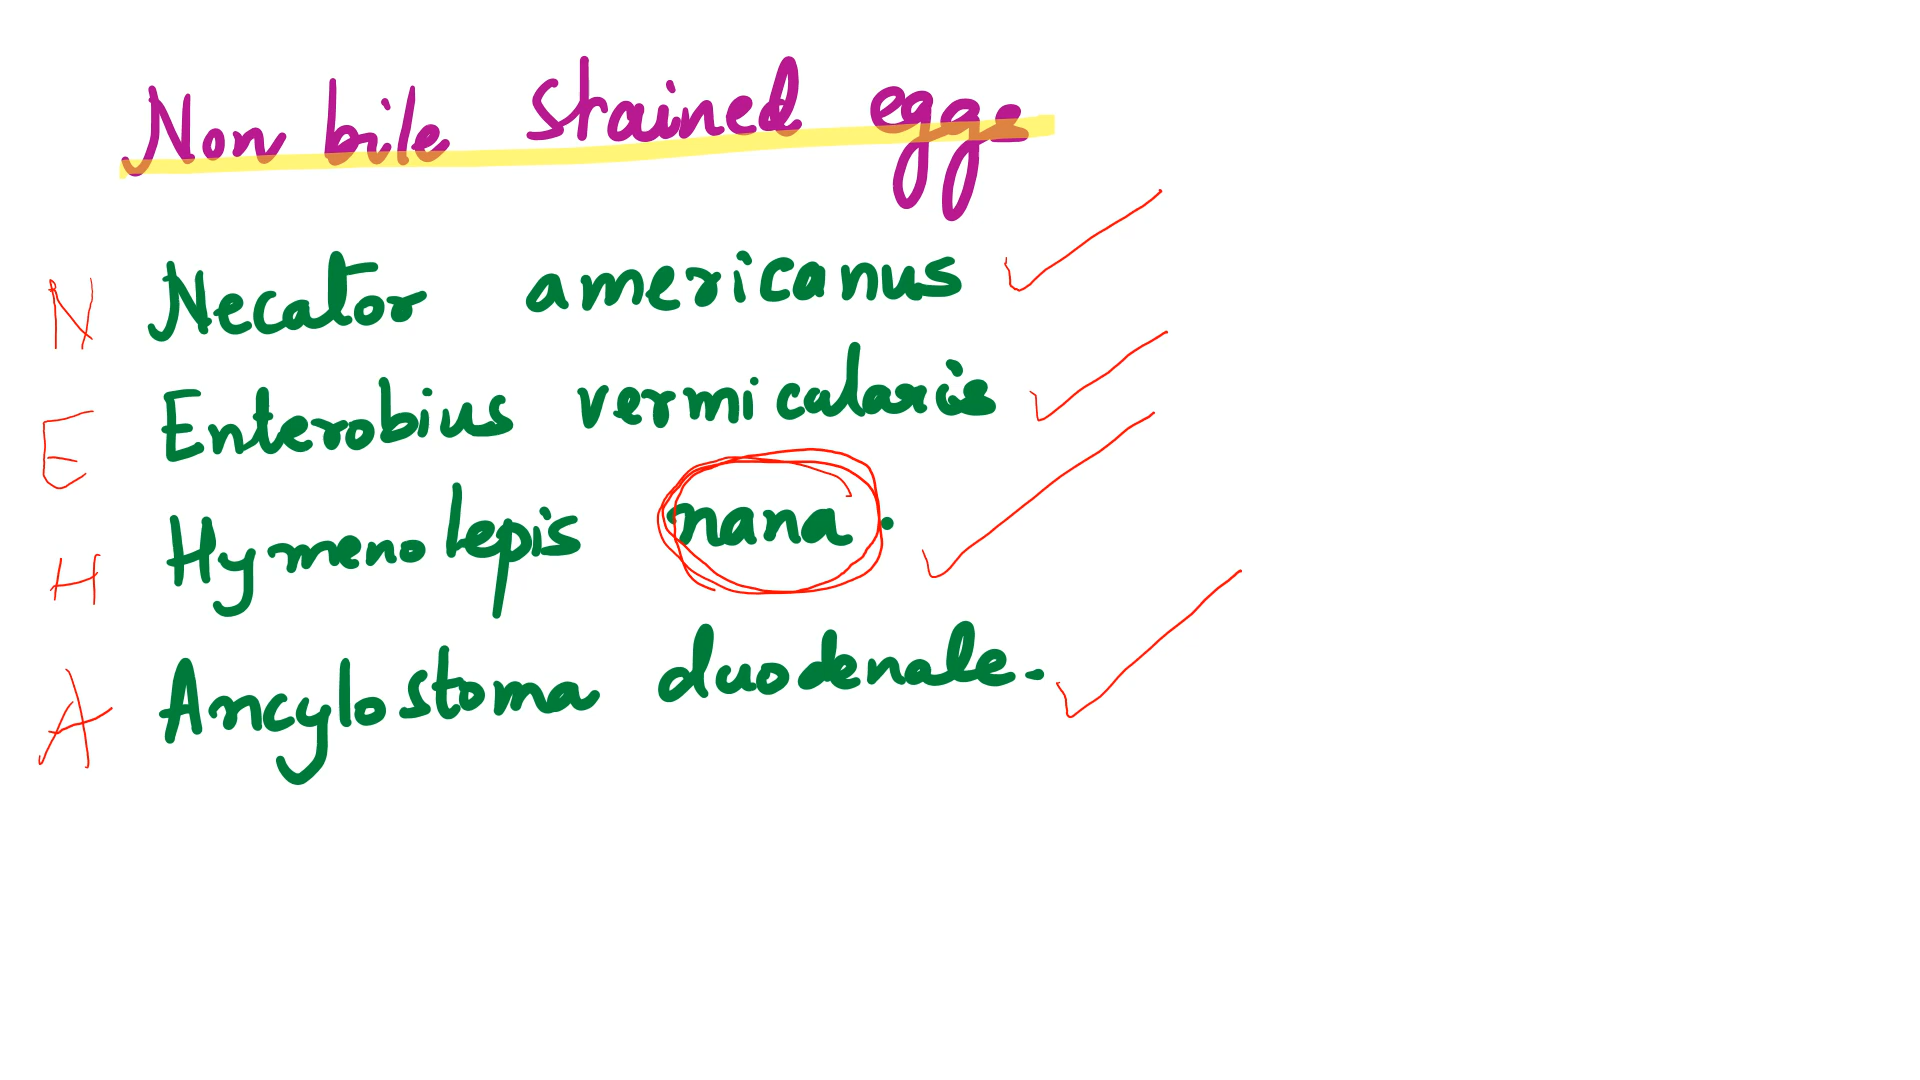 Non bile stained eggs
N Necator americanus
E Enterobius vermicularis
H Hymenolepis nana.
A Ancylostoma duodenale.